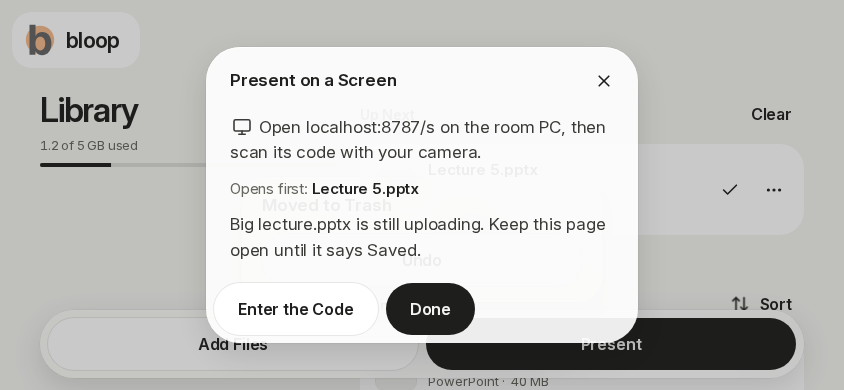 bloop
Library
1.2 of 5 GB used
Up Next
Clear
Lecture 5.pptx
Present on a Screen
Open localhost:8787/s on the room PC, then
scan its code with your camera.
Opens first: Lecture 5.pptx
Moved to Trash
Big lecture.pptx is still uploading. Keep this page
open until it says Saved.
Undo
Enter the Code
Done
Sort
Add Files
Present
PowerPoint · 40 MB